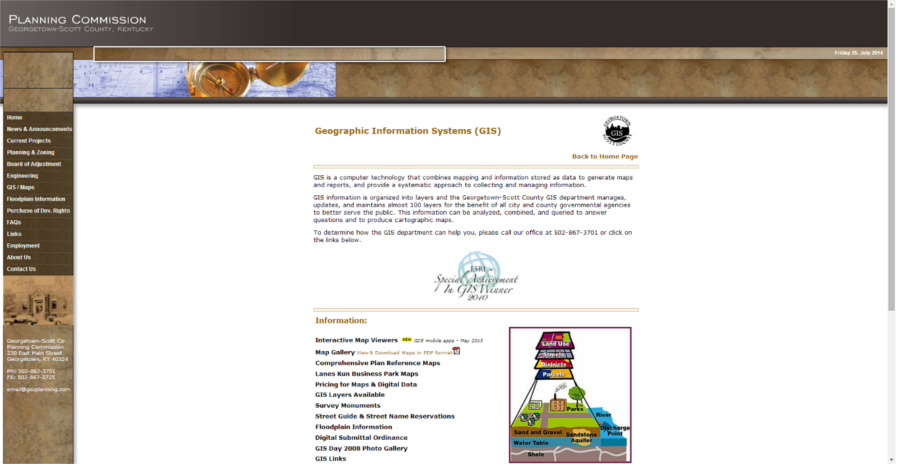 PLANNING COMMISSION
GEORGETOWN-SCOTT COUNTY, KENTUCKY
Friday 25, July 2014
Home
News & Announcements
Current Projects
Planning & Zoning
Board of Adjustment
Engineering
GIS / Maps
Floodplain Information
Purchase of Dev. Rights
FAQs
Links
Employment
About Us
Contact Us
Georgetown-Scott Co.
Planning Commission
230 East Main Street
Georgetown, KY 40324
PH: 502-867-3701
FX: 502-867-3725
email@gscplanning.com
Geographic Information Systems (GIS)
GEORGETOWN
GIS
SCOTT COUNTY
Back to Home Page
GIS is a computer technology that combines mapping and information stored as data to generate maps
and reports, and provide a systematic approach to collecting and managing information.
GIS information is organized into layers and the Georgetown-Scott County GIS department manages,
updates, and maintains almost 100 layers for the benefit of all city and county governmental agencies
to better serve the public. This information can be analyzed, combined, and queried to answer
questions and to produce cartographic maps.
To determine how the GIS department can help you, please call our office at 502-867-3701 or click on
the links below.
ESRI
Special Achievement
In GIS Winner
2010
Information:
Interactive Map Viewers NEW GIS mobile apps - May 2013
Map Gallery View & Download Maps in PDF format
Comprehensive Plan Reference Maps
Lanes Run Business Park Maps
Pricing for Maps & Digital Data
GIS Layers Available
Survey Monuments
Street Guide & Street Name Reservations
Floodplain Information
Digital Submittal Ordinance
GIS Day 2008 Photo Gallery
GIS Links
Land Use
Streets
Districts
Parcels
Parks
River
Discharge
Point
Sand and Gravel
Sandstone
Aquifer
Water Table
Shale